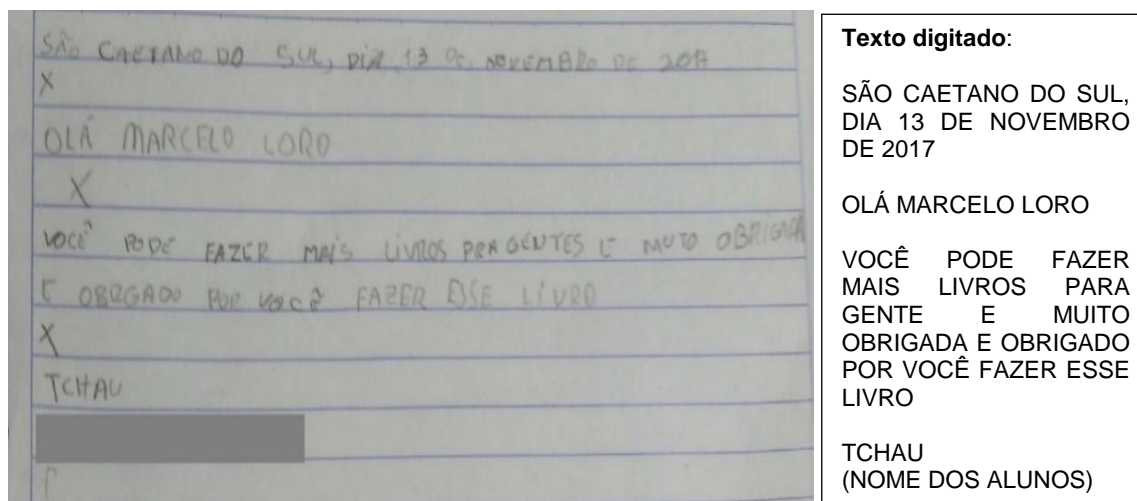 SÃO CAETANO DO SUL, DIA 13 DE NOVEMBRO DE 2017
X
OLÁ MARCELO LORO
X
VOCÊ PODE FAZER MAIS LIVROS PRA GENTES E MUTO OBRIGADA
E OBRGADO POR VOCÊ FAZER ESSE LIVRO
X
TCHAU
Texto digitado:
SÃO CAETANO DO SUL,
DIA 13 DE NOVEMBRO
DE 2017
OLÁ MARCELO LORO
VOCÊ PODE FAZER
MAIS LIVROS PARA
GENTE E MUITO
OBRIGADA E OBRIGADO
POR VOCÊ FAZER ESSE
LIVRO
TCHAU
(NOME DOS ALUNOS)